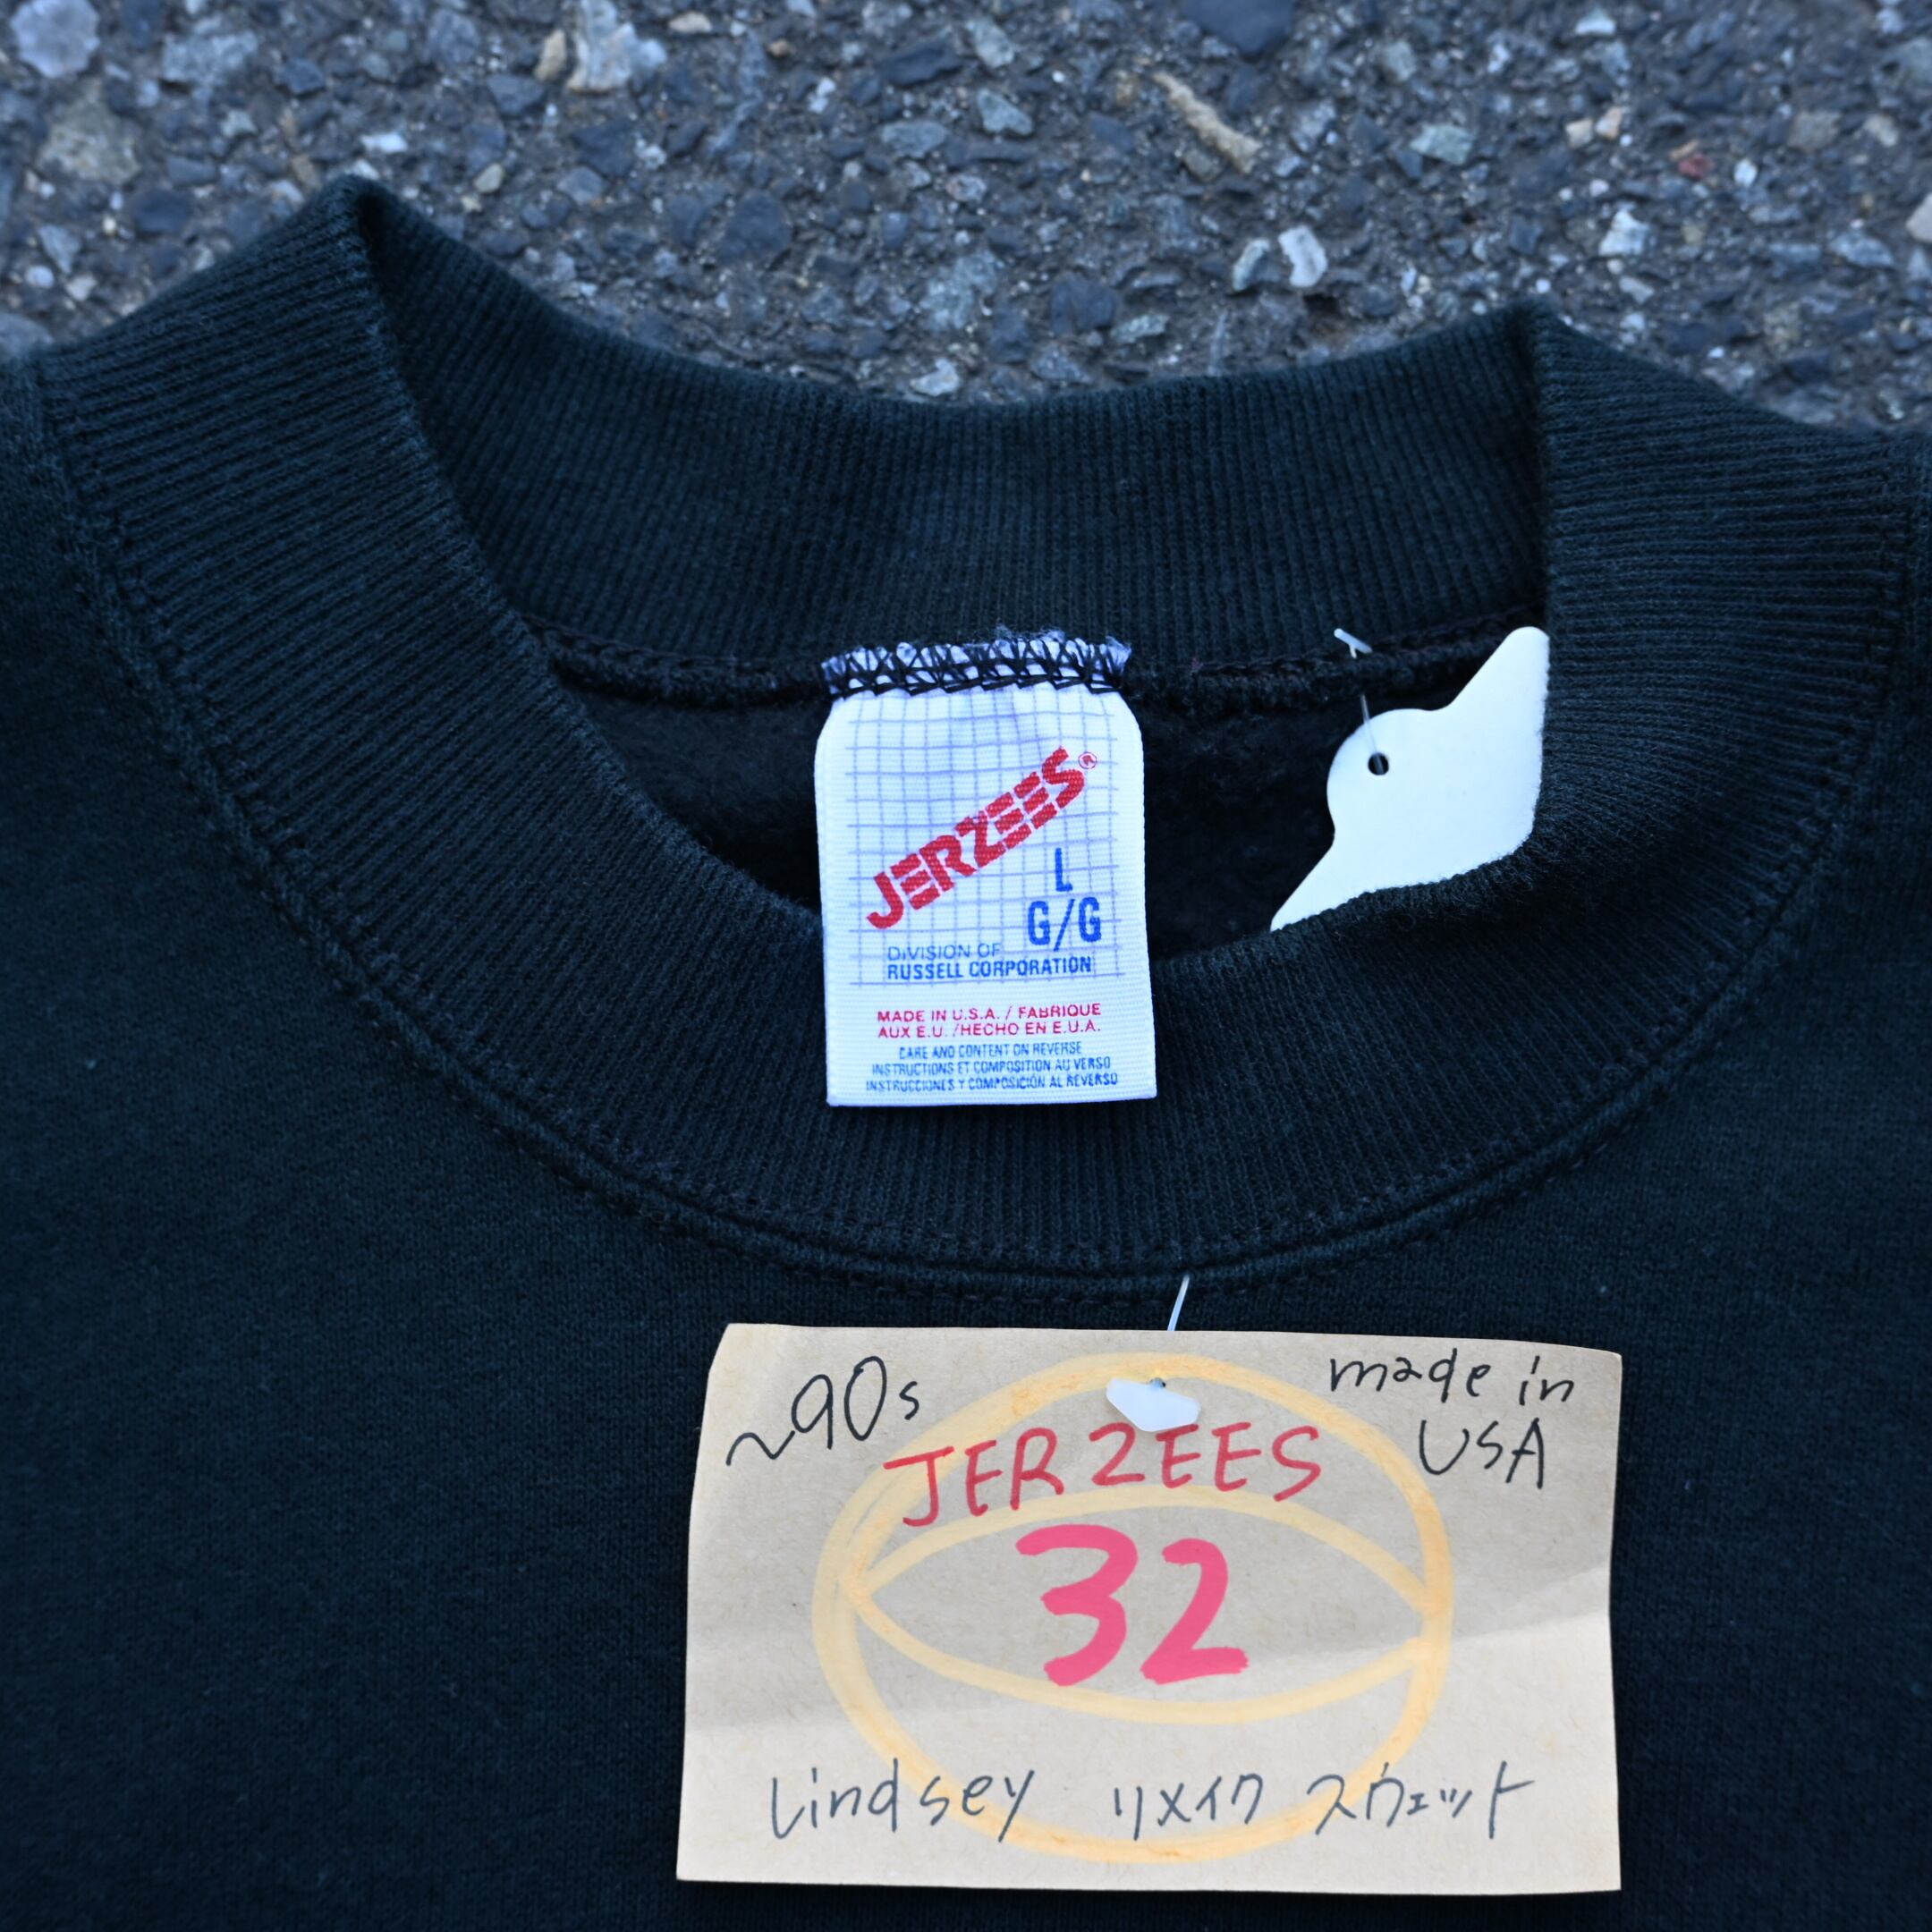 JERZEES®
L
G/G
DIVISION OF
RUSSELL CORPORATION
MADE IN U.S.A. / FABRIQUE
AUX E.U. /HECHO EN E.U.A.
CARE AND CONTENT ON REVERSE
INSTRUCTIONS ET COMPOSITION AU VERSO
INSTRUCCIONES Y COMPOSICIÓN AL REVERSO
~90s
made in
USA
JERZEES
32
Lindsey リメイク スウェット